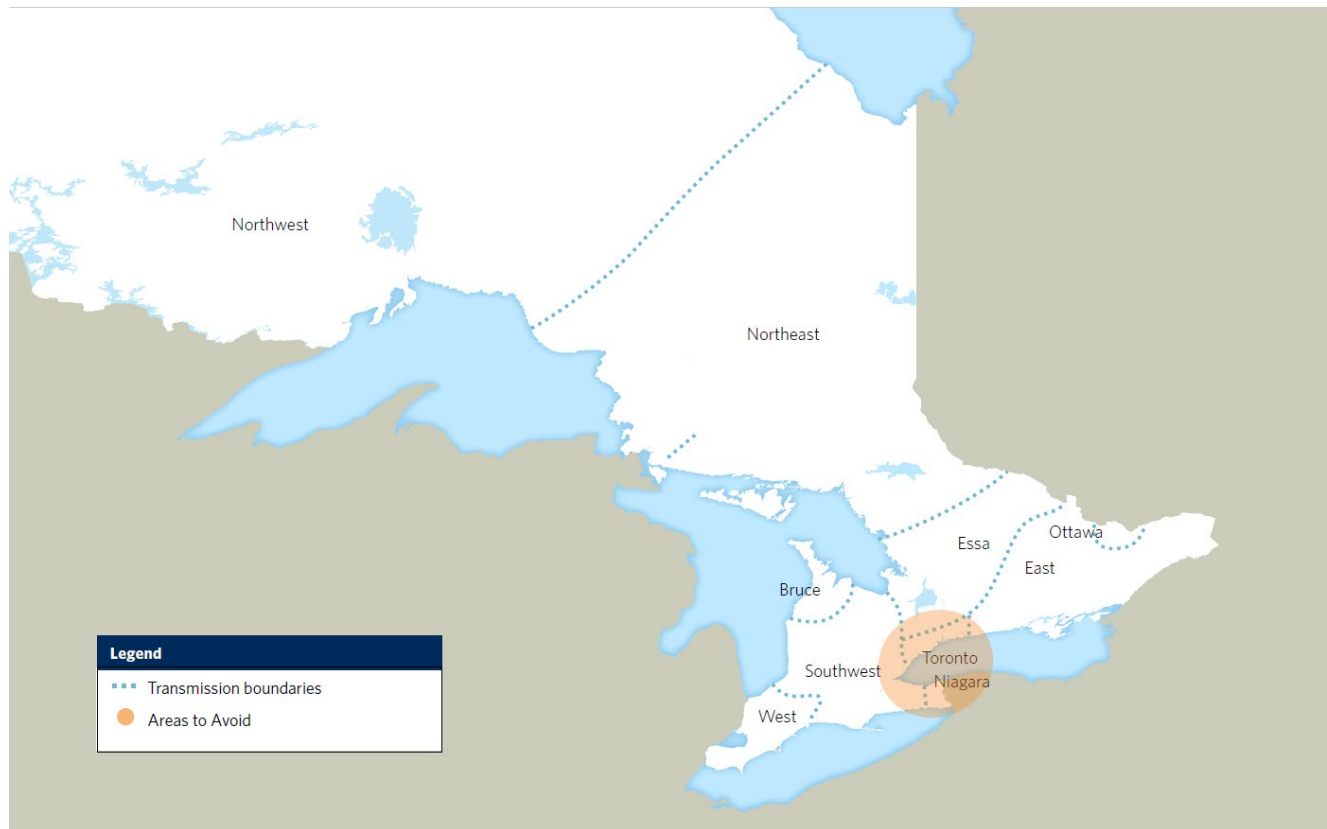 Northwest
Northeast
Ottawa
Essa
East
Bruce
Toronto
Southwest
Niagara
West
Legend
Transmission boundaries
Areas to Avoid